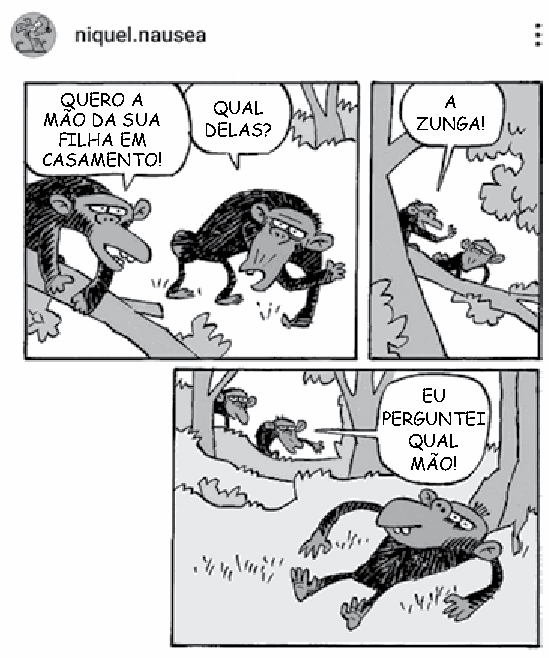 niquel.nausea
QUERO A
MÃO DA SUA
FILHA EM
CASAMENTO!
QUAL
DELAS?
A
ZUNGA!
EU
PERGUNTEI
QUAL
MÃO!